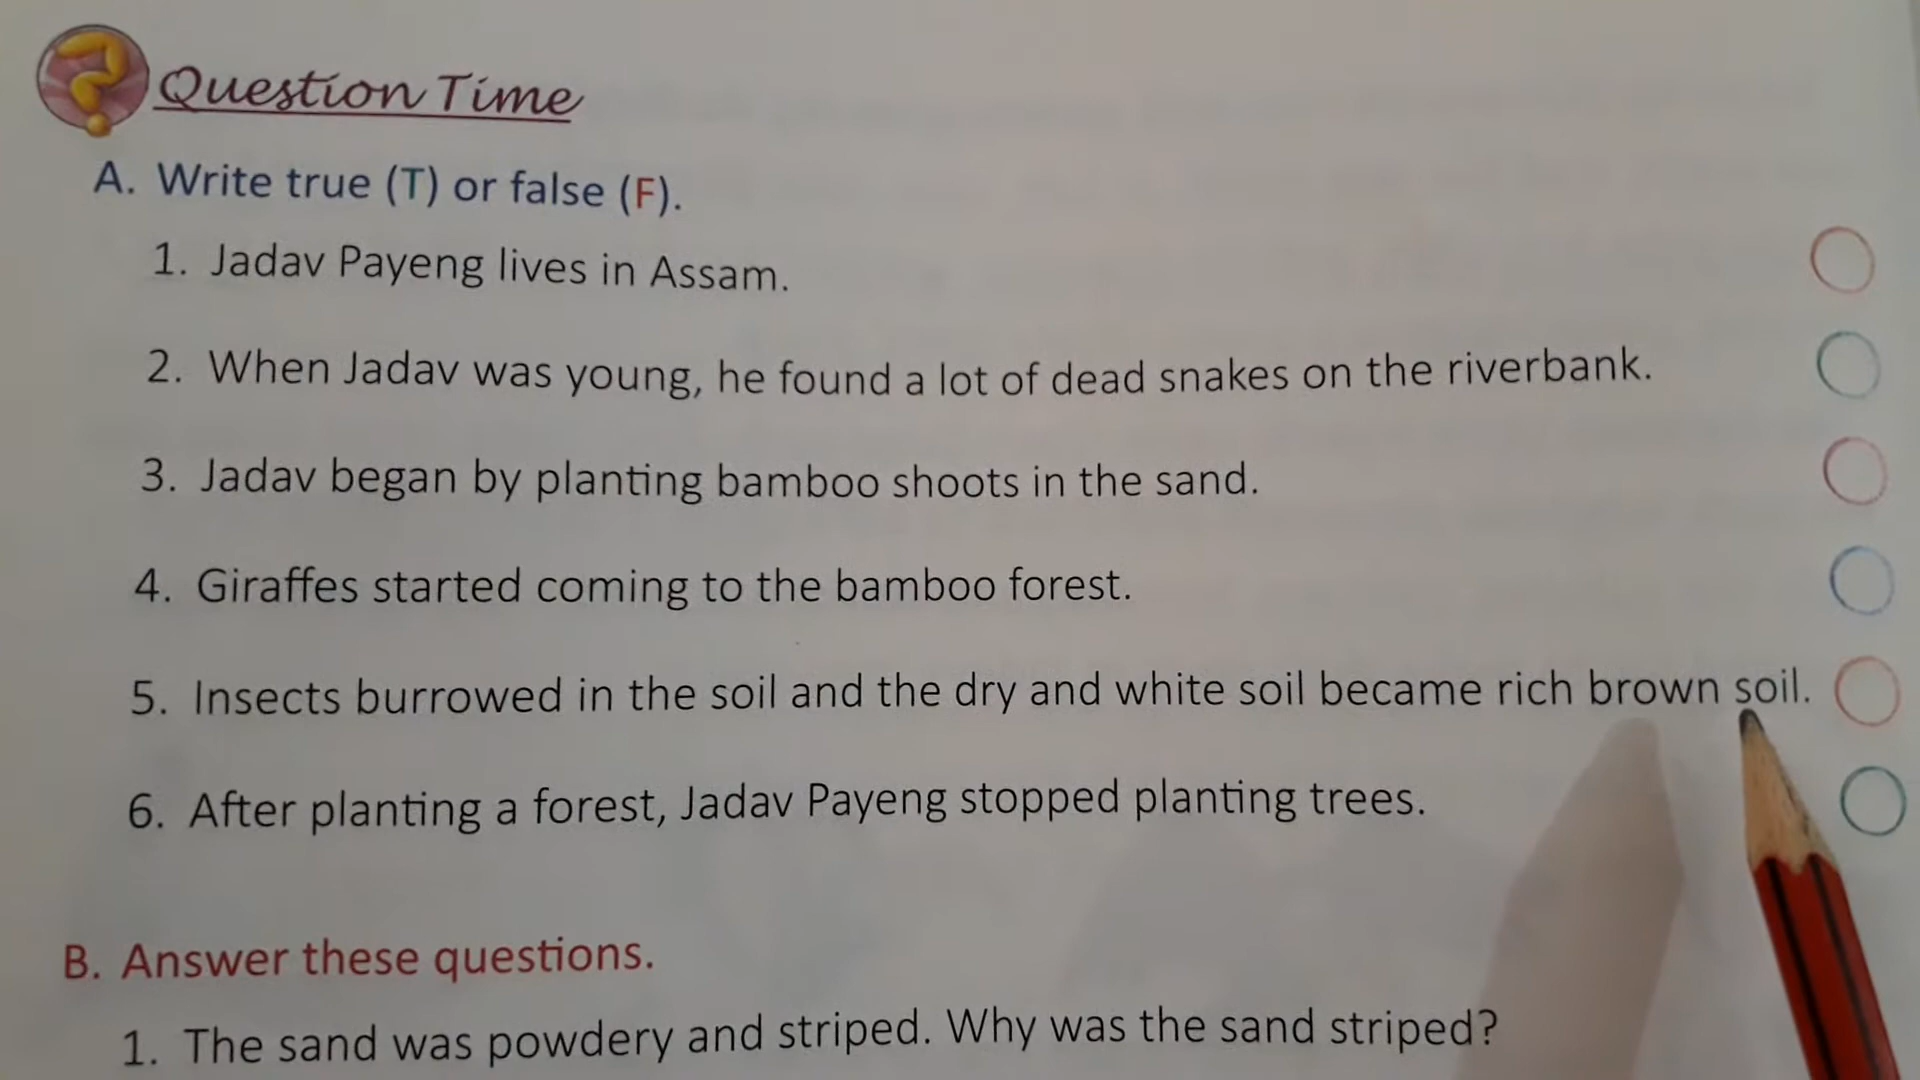 Question Time
A. Write true (T) or false (F).
1. Jadav Payeng lives in Assam.
2. When Jadav was young, he found a lot of dead snakes on the riverbank.
3. Jadav began by planting bamboo shoots in the sand.
4. Giraffes started coming to the bamboo forest.
5. Insects burrowed in the soil and the dry and white soil became rich brown soil.
6. After planting a forest, Jadav Payeng stopped planting trees.
B. Answer these questions.
1. The sand was powdery and striped. Why was the sand striped?